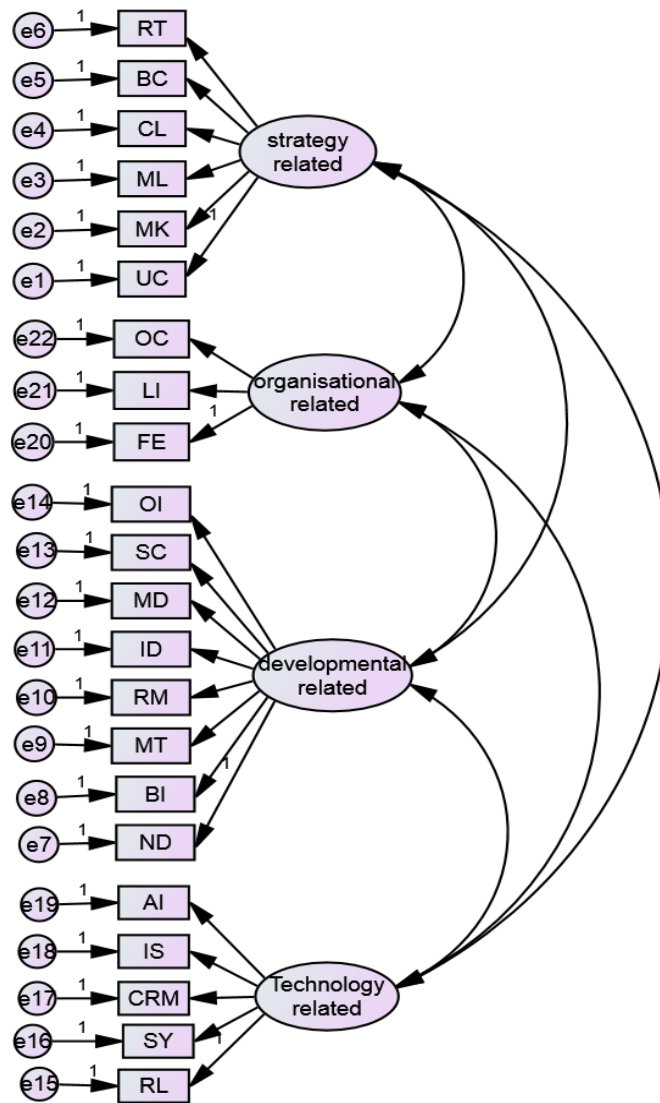 e6 1 RT
e5 1 BC
e4 1 CL
strategy
related
e3 1 ML
e2 1 MK 1
e1 1 UC
e22 1 OC
e21 1 LI
organisational
related
e20 1 FE 1
e14 1 OI
e13 1 SC
e12 1 MD
e11 1 ID
developmental
related
e10 1 RM
e9 1 MT
1
e8 1 BI
e7 1 ND
e19 1 AI
e18 1 IS
Technology
related
e17 1 CRM
e16 1 SY 1
e15 1 RL